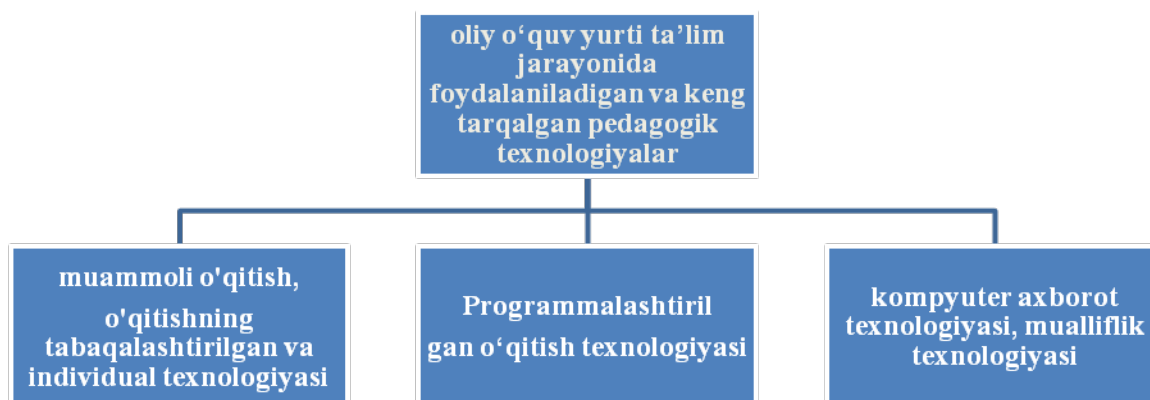 oliy o‘quv yurti ta’lim
jarayonida
foydalaniladigan va keng
tarqalgan pedagogik
texnologiyalar
muammoli o'qitish,
o'qitishning
tabaqalashtirilgan va
individual texnologiyasi
Programmalashtiril
gan o‘qitish texnologiyasi
kompyuter axborot
texnologiyasi, mualliflik
texnologiyasi